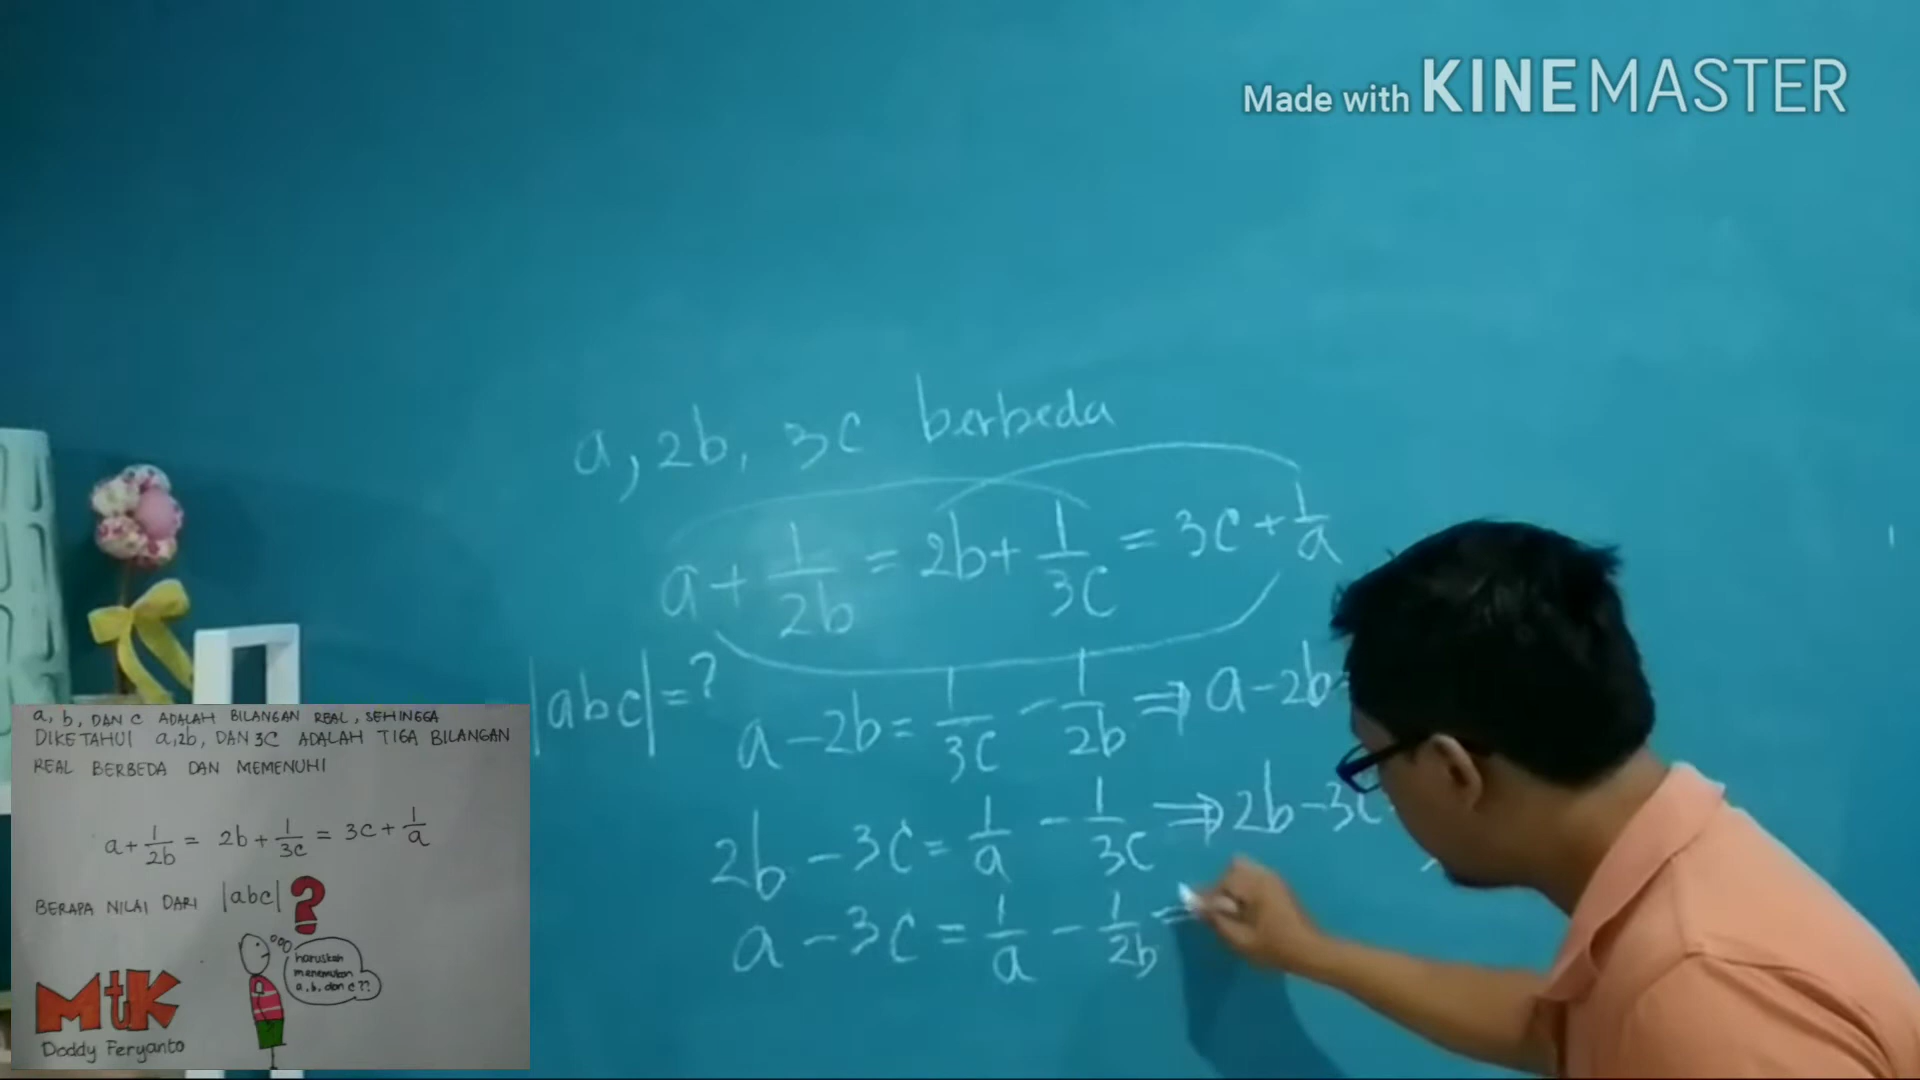 Made with KINEMASTER
a, 2b, 3c berbeda
a + 1/2b = 2b + 1/3c = 3c + 1/a
|abc| = ?
a - 2b = 1/3c - 1/2b ⇒ a - 2b
2b - 3c = 1/a - 1/3c ⇒ 2b - 3c
a - 3c = 1/a - 1/2b =
a, b, DAN C ADALAH BILANGAN REAL, SEHINGGA
DIKETAHUI a, 2b, DAN 3C ADALAH TIGA BILANGAN
REAL BERBEDA DAN MEMENUHI
a + 1/2b = 2b + 1/3c = 3c + 1/a
BERAPA NILAI DARI |abc| ?
haruskah
menemukan
a, b, dan c??
MtK
Doddy Feryanto